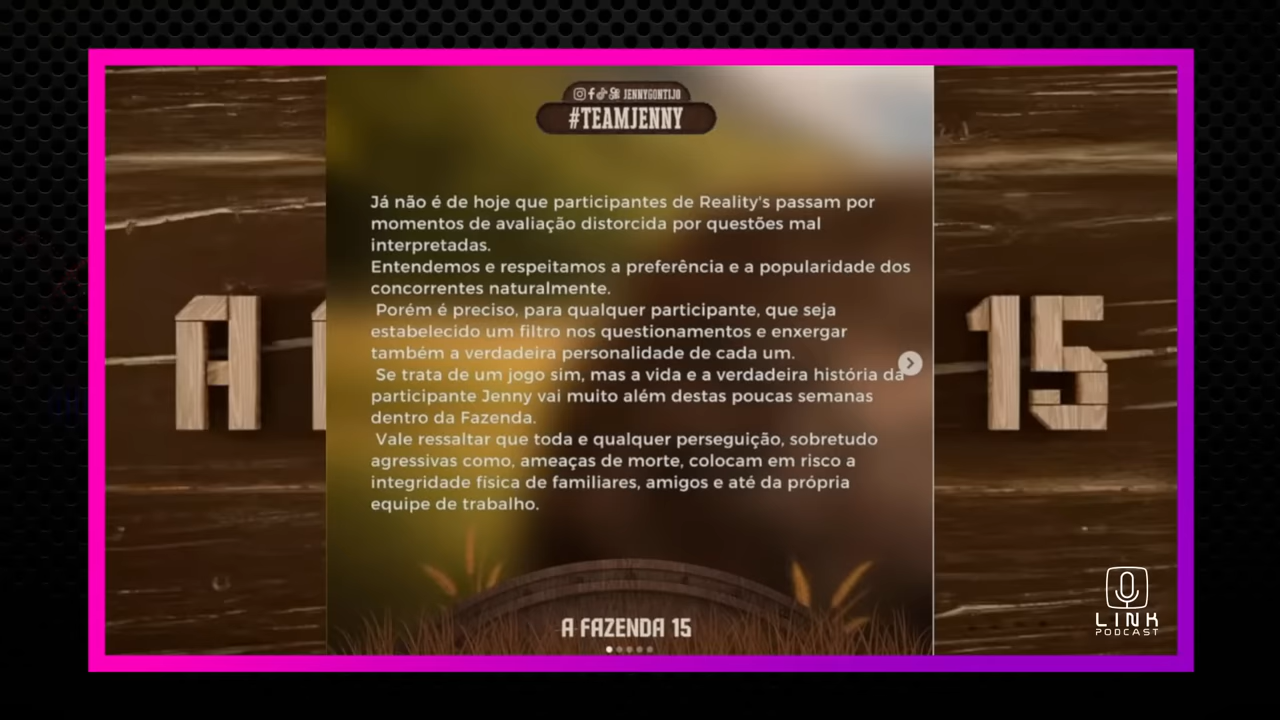 JENNYGONTIJO
#TEAMJENNY
Já não é de hoje que participantes de Reality's passam por
momentos de avaliação distorcida por questões mal
interpretadas.
Entendemos e respeitamos a preferência e a popularidade dos
concorrentes naturalmente.
Porém é preciso, para qualquer participante, que seja
estabelecido um filtro nos questionamentos e enxergar
também a verdadeira personalidade de cada um.
Se trata de um jogo sim, mas a vida e a verdadeira história da
participante Jenny vai muito além destas poucas semanas
dentro da Fazenda.
Vale ressaltar que toda e qualquer perseguição, sobretudo
agressivas como, ameaças de morte, colocam em risco a
integridade física de familiares, amigos e até da própria
equipe de trabalho.
A FAZENDA 15
A
15
LINK
PODCAST